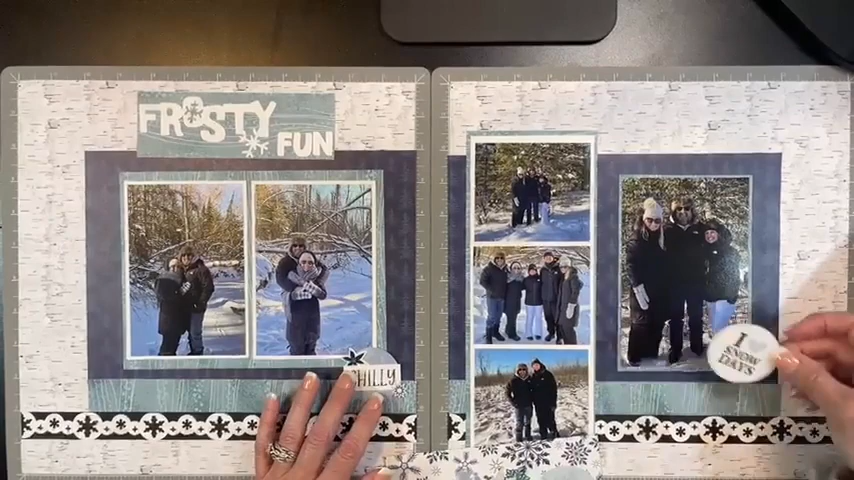 FROSTY
FUN
CHILLY
I
SNOW
DAYS